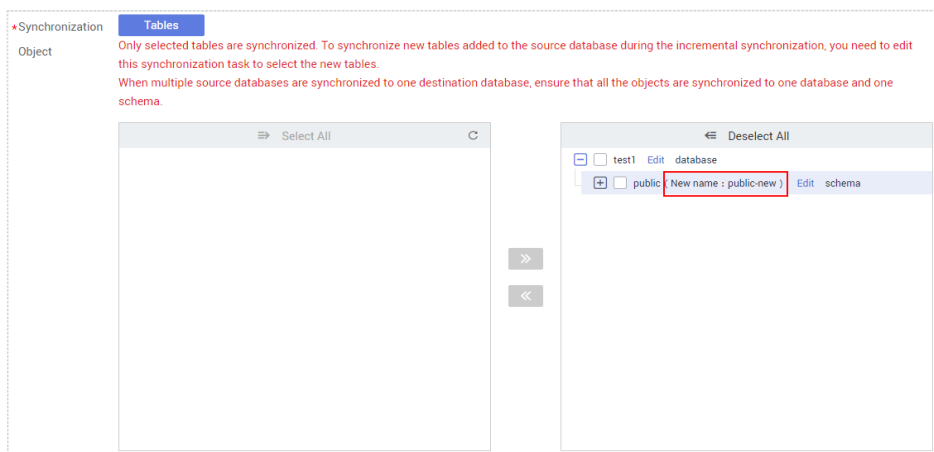 *Synchronization Object
Tables
Only selected tables are synchronized. To synchronize new tables added to the source database during the incremental synchronization, you need to edit
this synchronization task to select the new tables.
When multiple source databases are synchronized to one destination database, ensure that all the objects are synchronized to one database and one
schema.
Select All
Deselect All
test1 Edit database
public ( New name : public-new ) Edit schema